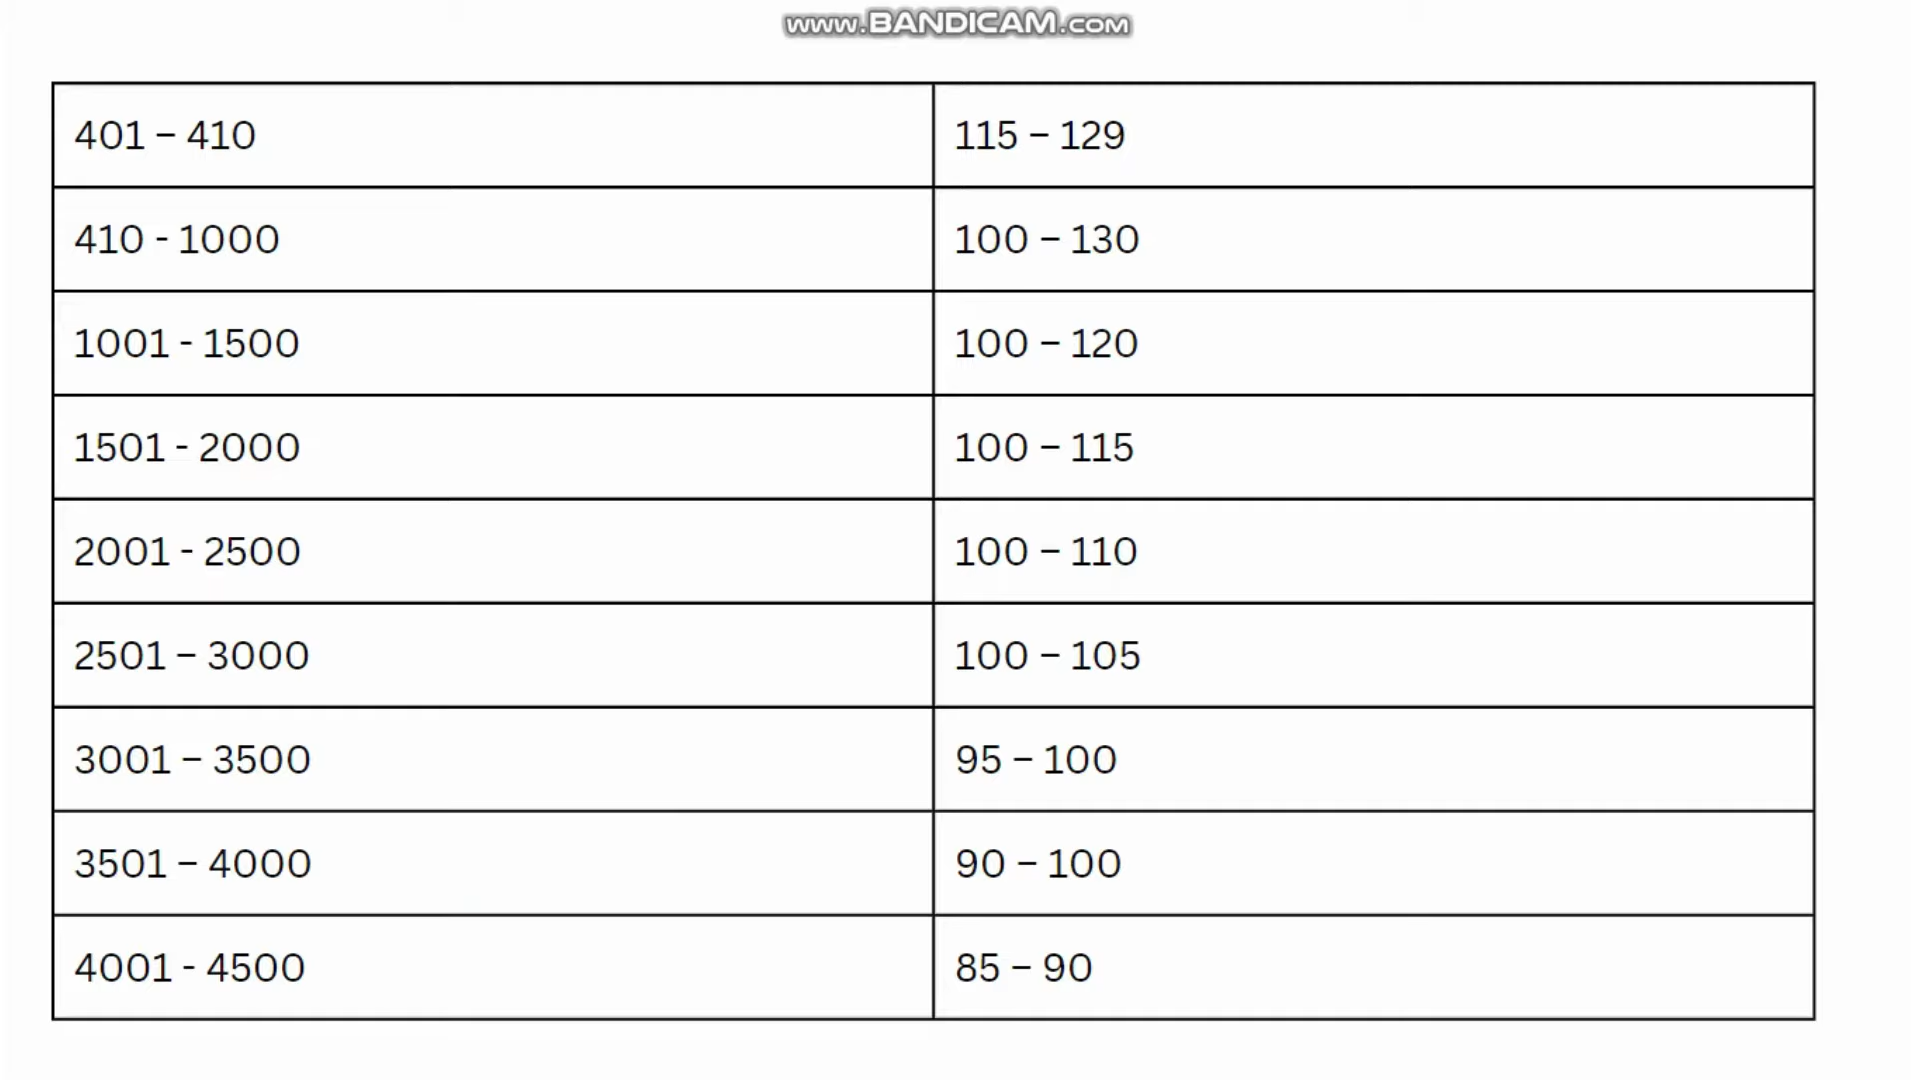 www.BANDICAM.com
401 – 410 115 – 129
410 - 1000 100 – 130
1001 - 1500 100 – 120
1501 - 2000 100 – 115
2001 - 2500 100 – 110
2501 – 3000 100 – 105
3001 – 3500 95 – 100
3501 – 4000 90 – 100
4001 - 4500 85 – 90